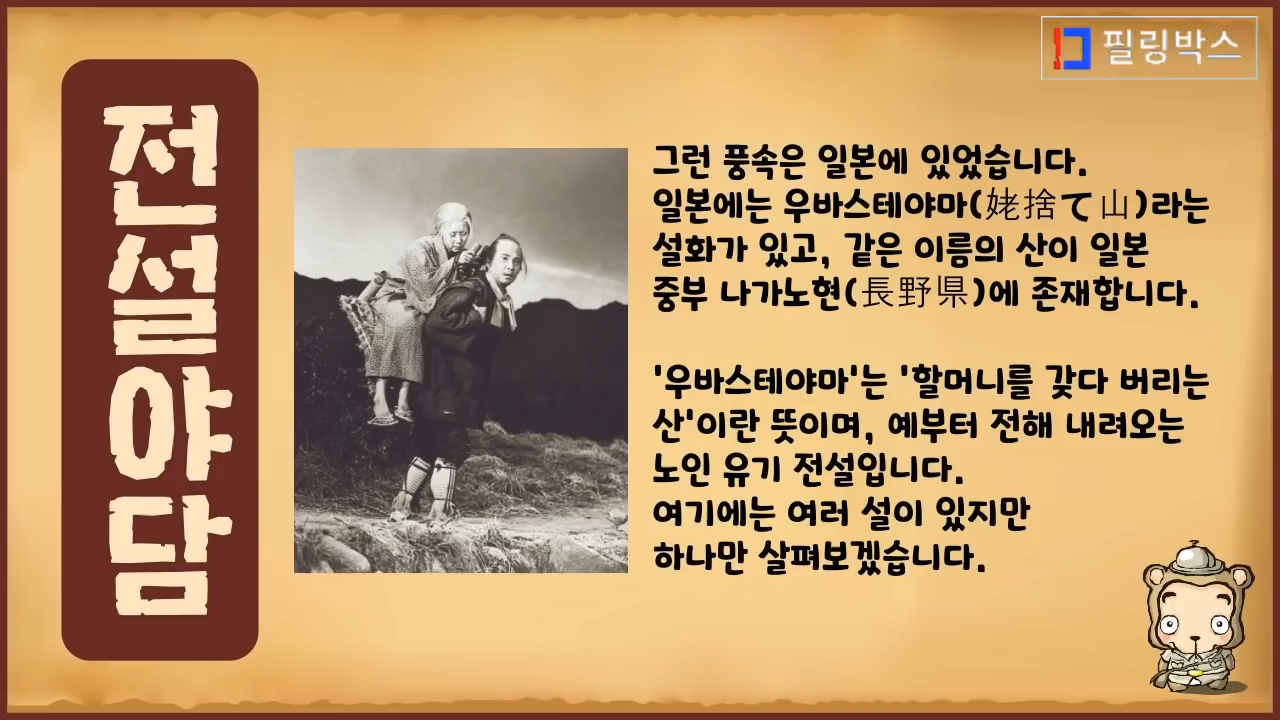 필링박스
전설야담
그런 풍속은 일본에 있었습니다.
일본에는 우바스테야마(姥捨て山)라는
설화가 있고, 같은 이름의 산이 일본
중부 나가노현(長野県)에 존재합니다.
'우바스테야마'는 '할머니를 갖다 버리는
산'이란 뜻이며, 예부터 전해 내려오는
노인 유기 전설입니다.
여기에는 여러 설이 있지만
하나만 살펴보겠습니다.